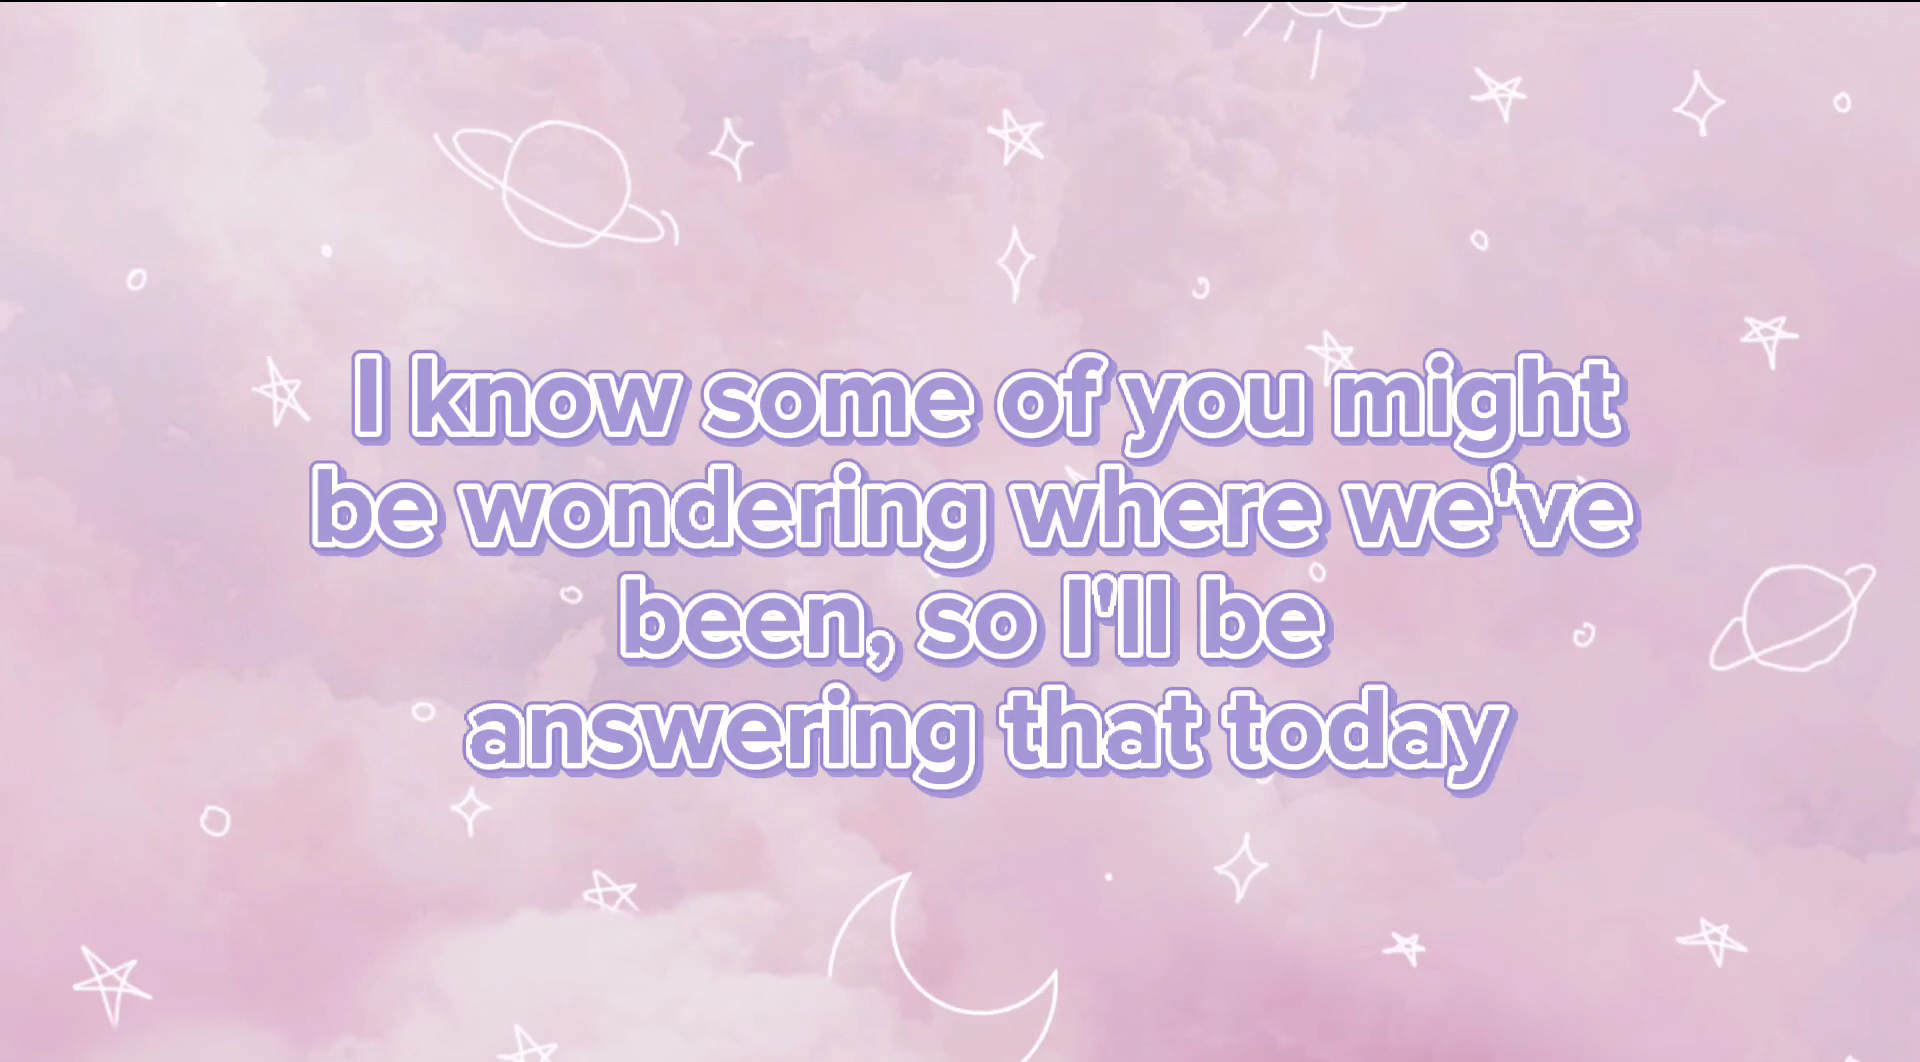 I know some of you might
be wondering where we've
been, so I'll be
answering that today